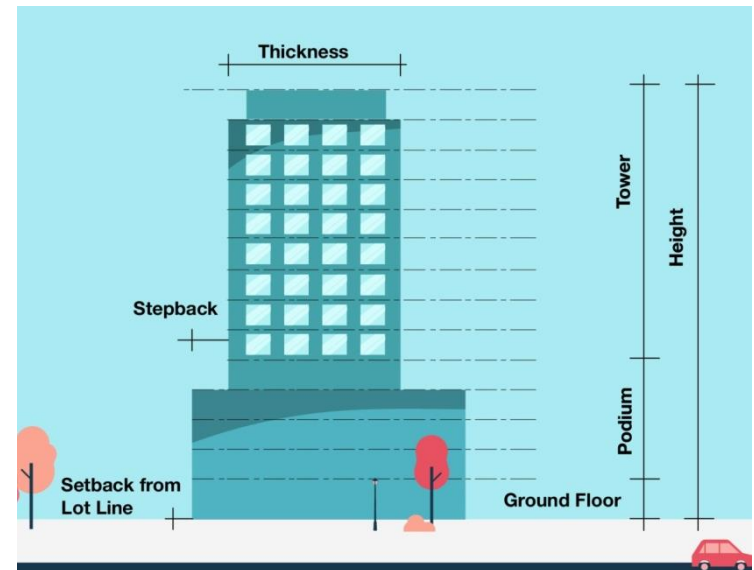 Thickness
Tower
Height
Stepback
Podium
Setback from
Lot Line
Ground Floor